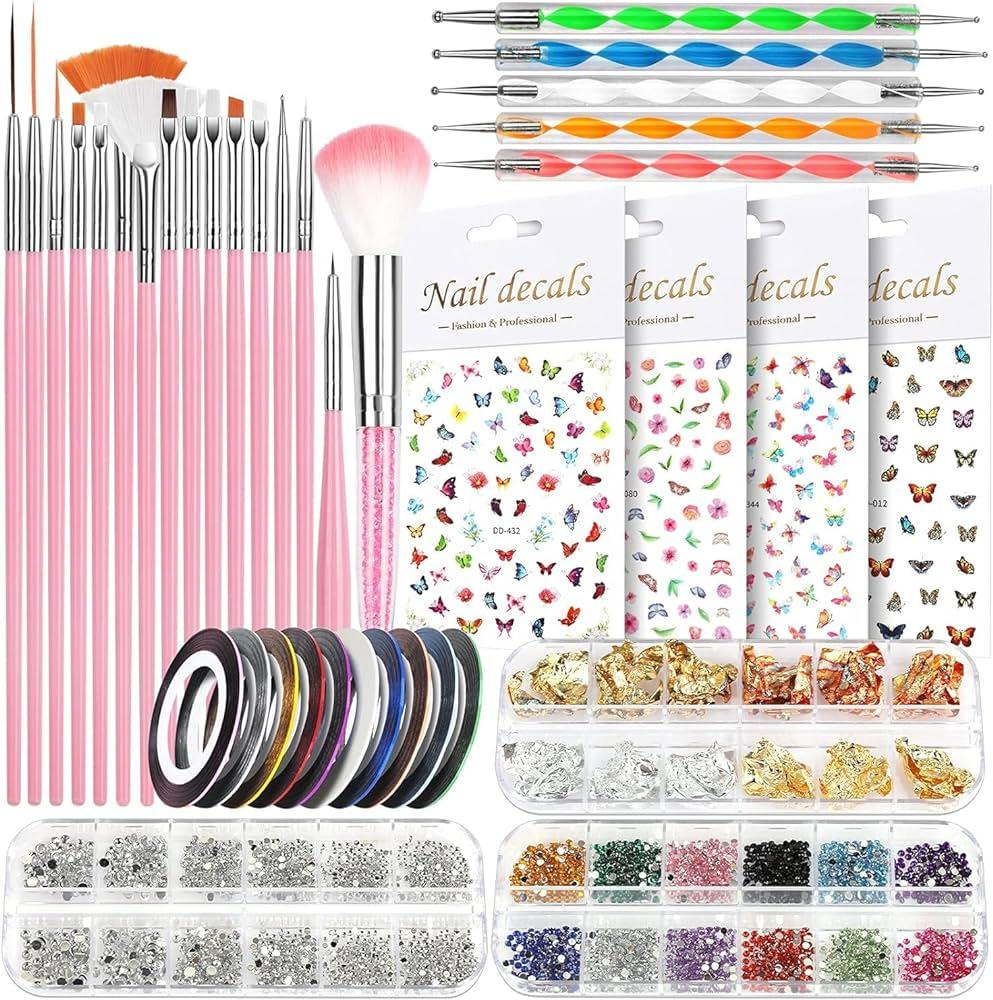 Nail decals
— Fashion & Professional —
DD-432
decals
Professional —
080
decals
Professional —
344
decals
Professional —
-012